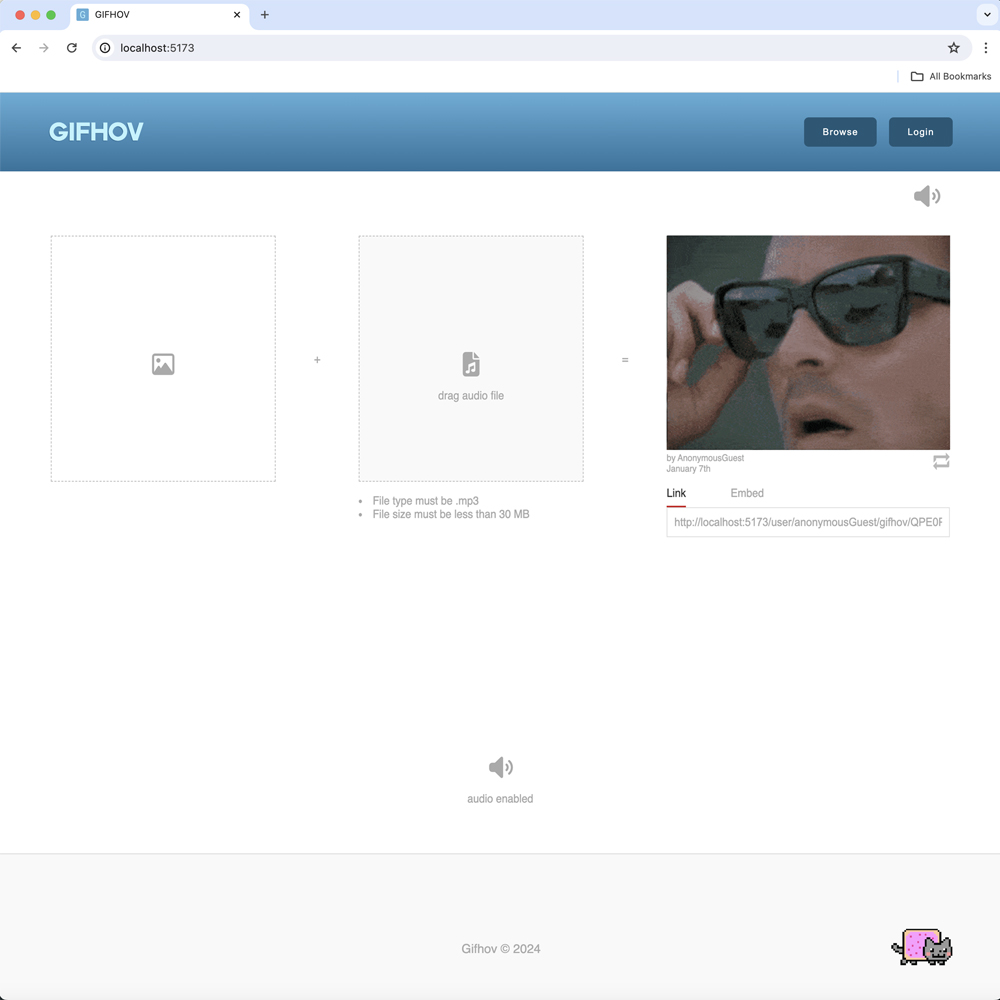 G GIFHOV
localhost:5173
All Bookmarks
GIFHOV
Browse Login
+
drag audio file
=
by AnonymousGuest
January 7th
• File type must be .mp3
• File size must be less than 30 MB
Link Embed
http://localhost:5173/user/anonymousGuest/gifhov/QPE0F
audio enabled
Gifhov © 2024